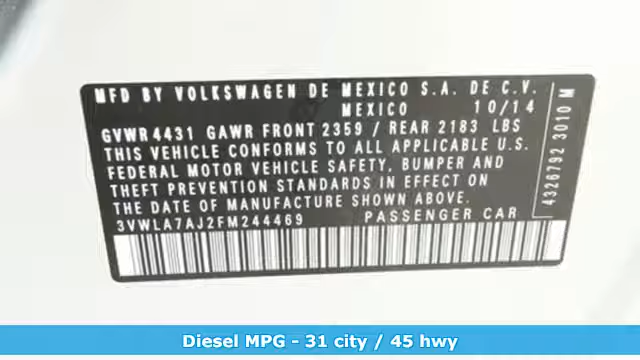 MFD BY VOLKSWAGEN DE MEXICO S.A. DE C.V.
MEXICO 10/14
GVWR 4431 GAWR FRONT 2359 / REAR 2183 LBS
THIS VEHICLE CONFORMS TO ALL APPLICABLE U.S.
FEDERAL MOTOR VEHICLE SAFETY, BUMPER AND
THEFT PREVENTION STANDARDS IN EFFECT ON
THE DATE OF MANUFACTURE SHOWN ABOVE.
3VWLA7AJ2FM244469 PASSENGER CAR
4326792 3010 M
Diesel MPG - 31 city / 45 hwy